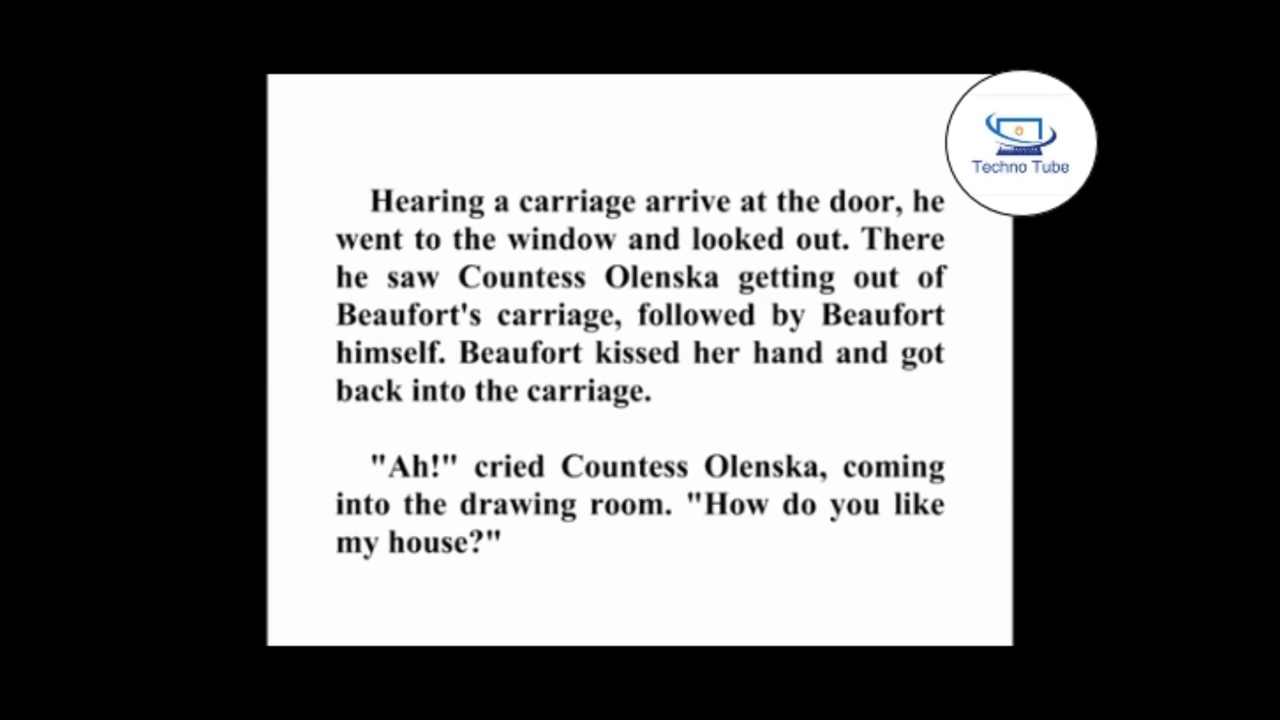 Techno Tube
Hearing a carriage arrive at the door, he
went to the window and looked out. There
he saw Countess Olenska getting out of
Beaufort's carriage, followed by Beaufort
himself. Beaufort kissed her hand and got
back into the carriage.
"Ah!" cried Countess Olenska, coming
into the drawing room. "How do you like
my house?"